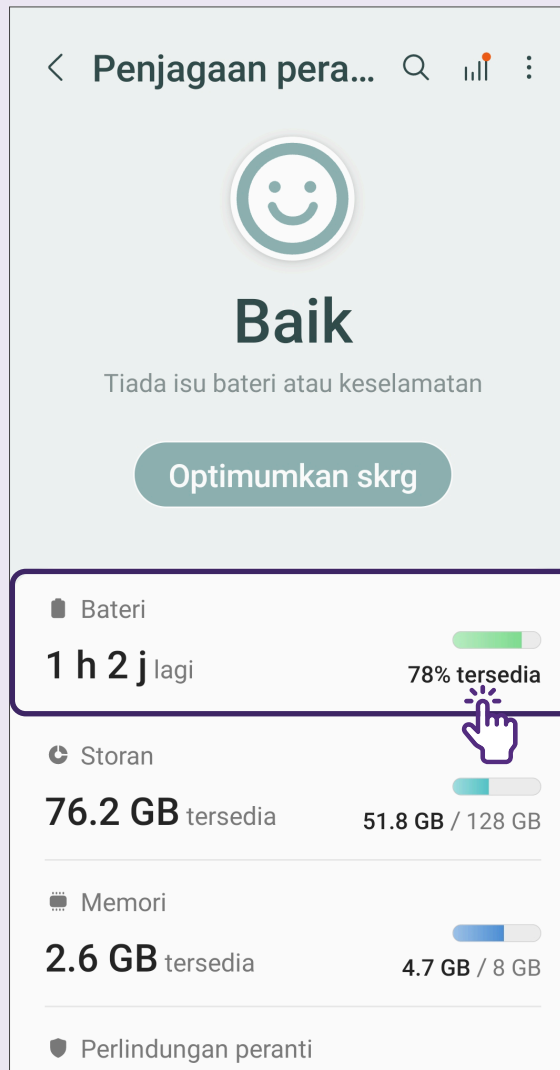 Penjagaan pera...
Baik
Tiada isu bateri atau keselamatan
Optimumkan skrg
Bateri
1 h 2 j lagi
78% tersedia
Storan
76.2 GB tersedia
51.8 GB / 128 GB
Memori
2.6 GB tersedia
4.7 GB / 8 GB
Perlindungan peranti